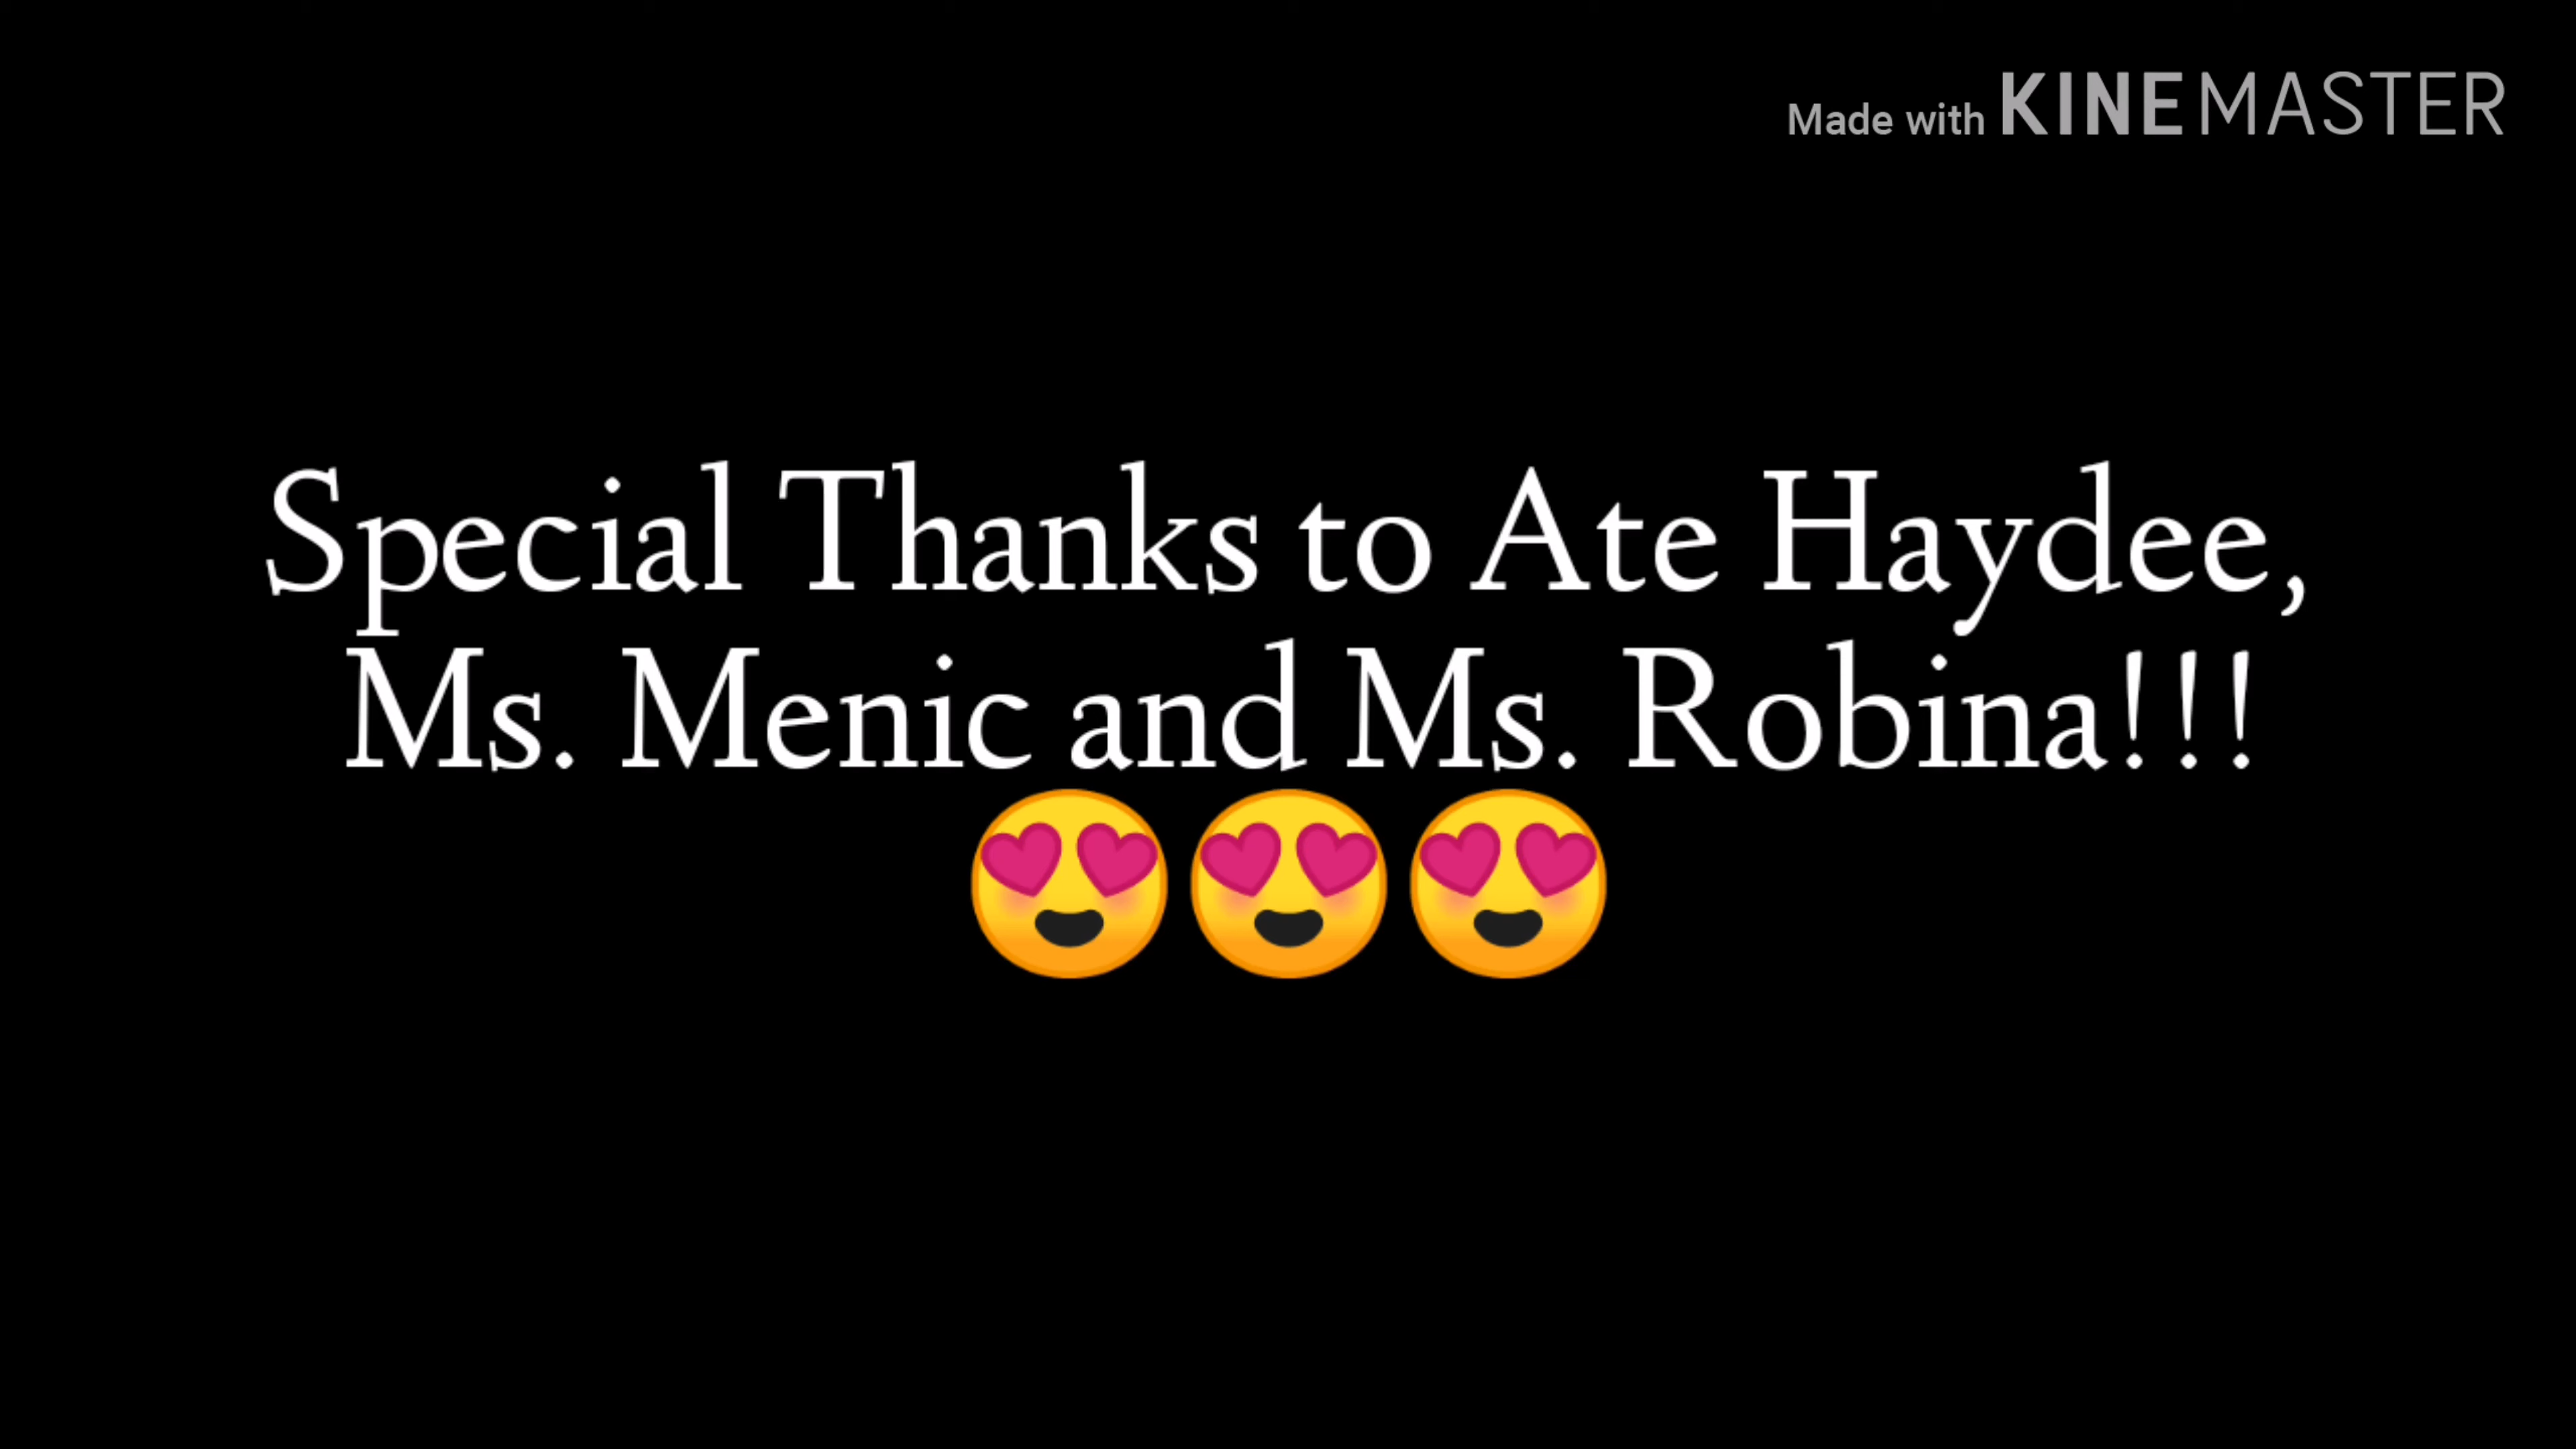 Made with KINEMASTER
Special Thanks to Ate Haydee,
Ms. Menic and Ms. Robina!!!
😍😍😍